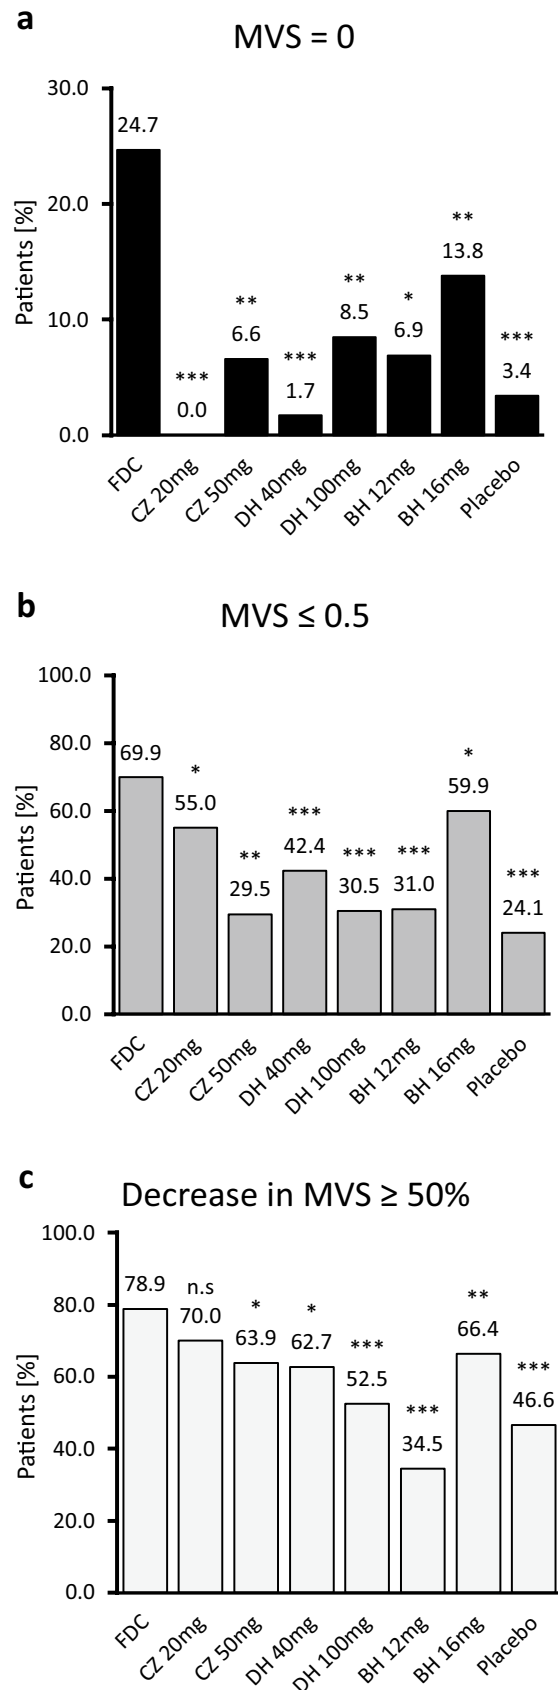 a
MVS = 0
Patients [%]
30.0
20.0
10.0
0.0
24.7
***
0.0
**
6.6
***
1.7
**
8.5
*
6.9
**
13.8
***
3.4
FDC
CZ 20mg
CZ 50mg
DH 40mg
DH 100mg
BH 12mg
BH 16mg
Placebo
b
MVS ≤ 0.5
Patients [%]
100.0
80.0
60.0
40.0
20.0
0.0
69.9
*
55.0
**
29.5
***
42.4
***
30.5
***
31.0
*
59.9
***
24.1
FDC
CZ 20mg
CZ 50mg
DH 40mg
DH 100mg
BH 12mg
BH 16mg
Placebo
c
Decrease in MVS ≥ 50%
Patients [%]
100.0
80.0
60.0
40.0
20.0
0.0
78.9
n.s
70.0
*
63.9
*
62.7
***
52.5
***
34.5
**
66.4
***
46.6
FDC
CZ 20mg
CZ 50mg
DH 40mg
DH 100mg
BH 12mg
BH 16mg
Placebo